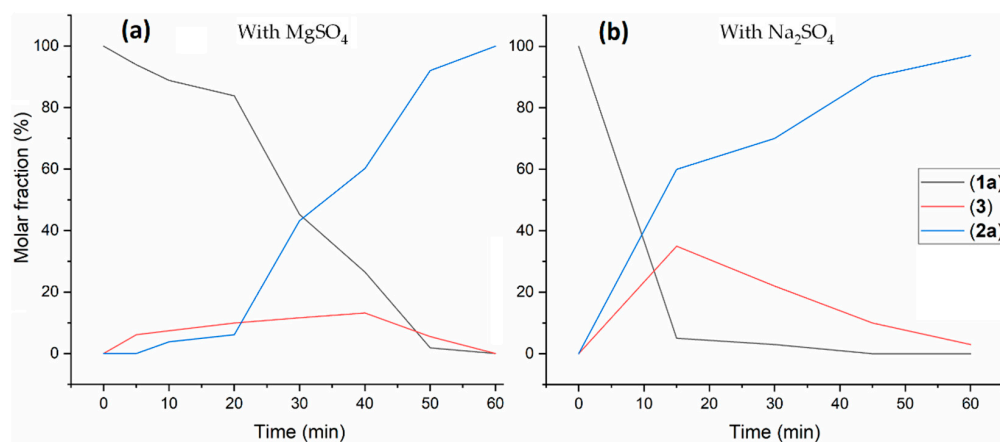 (a) With MgSO₄
(b) With Na₂SO₄
Molar fraction (%)
100
80
60
40
20
0
0 10 20 30 40 50 60
Time (min)
100
80
60
40
20
0
0 10 20 30 40 50 60
Time (min)
(1a)
(3)
(2a)